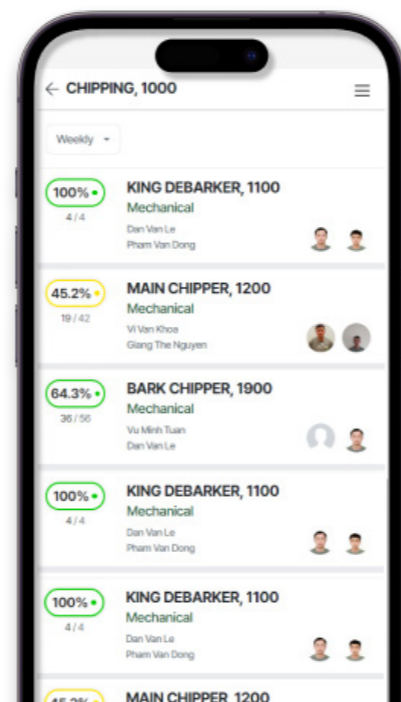 ← CHIPPING, 1000
Weekly
100%
KING DEBARKER, 1100
4/4
Mechanical
Dan Van Le
Pham Van Dong
45.2%
MAIN CHIPPER, 1200
19/42
Mechanical
Vi Van Khoa
Giang The Nguyen
64.3%
BARK CHIPPER, 1900
36/56
Mechanical
Vu Minh Tuan
Dan Van Le
100%
KING DEBARKER, 1100
4/4
Mechanical
Dan Van Le
Pham Van Dong
100%
KING DEBARKER, 1100
4/4
Mechanical
Dan Van Le
Pham Van Dong
45.2%
MAIN CHIPPER, 1200